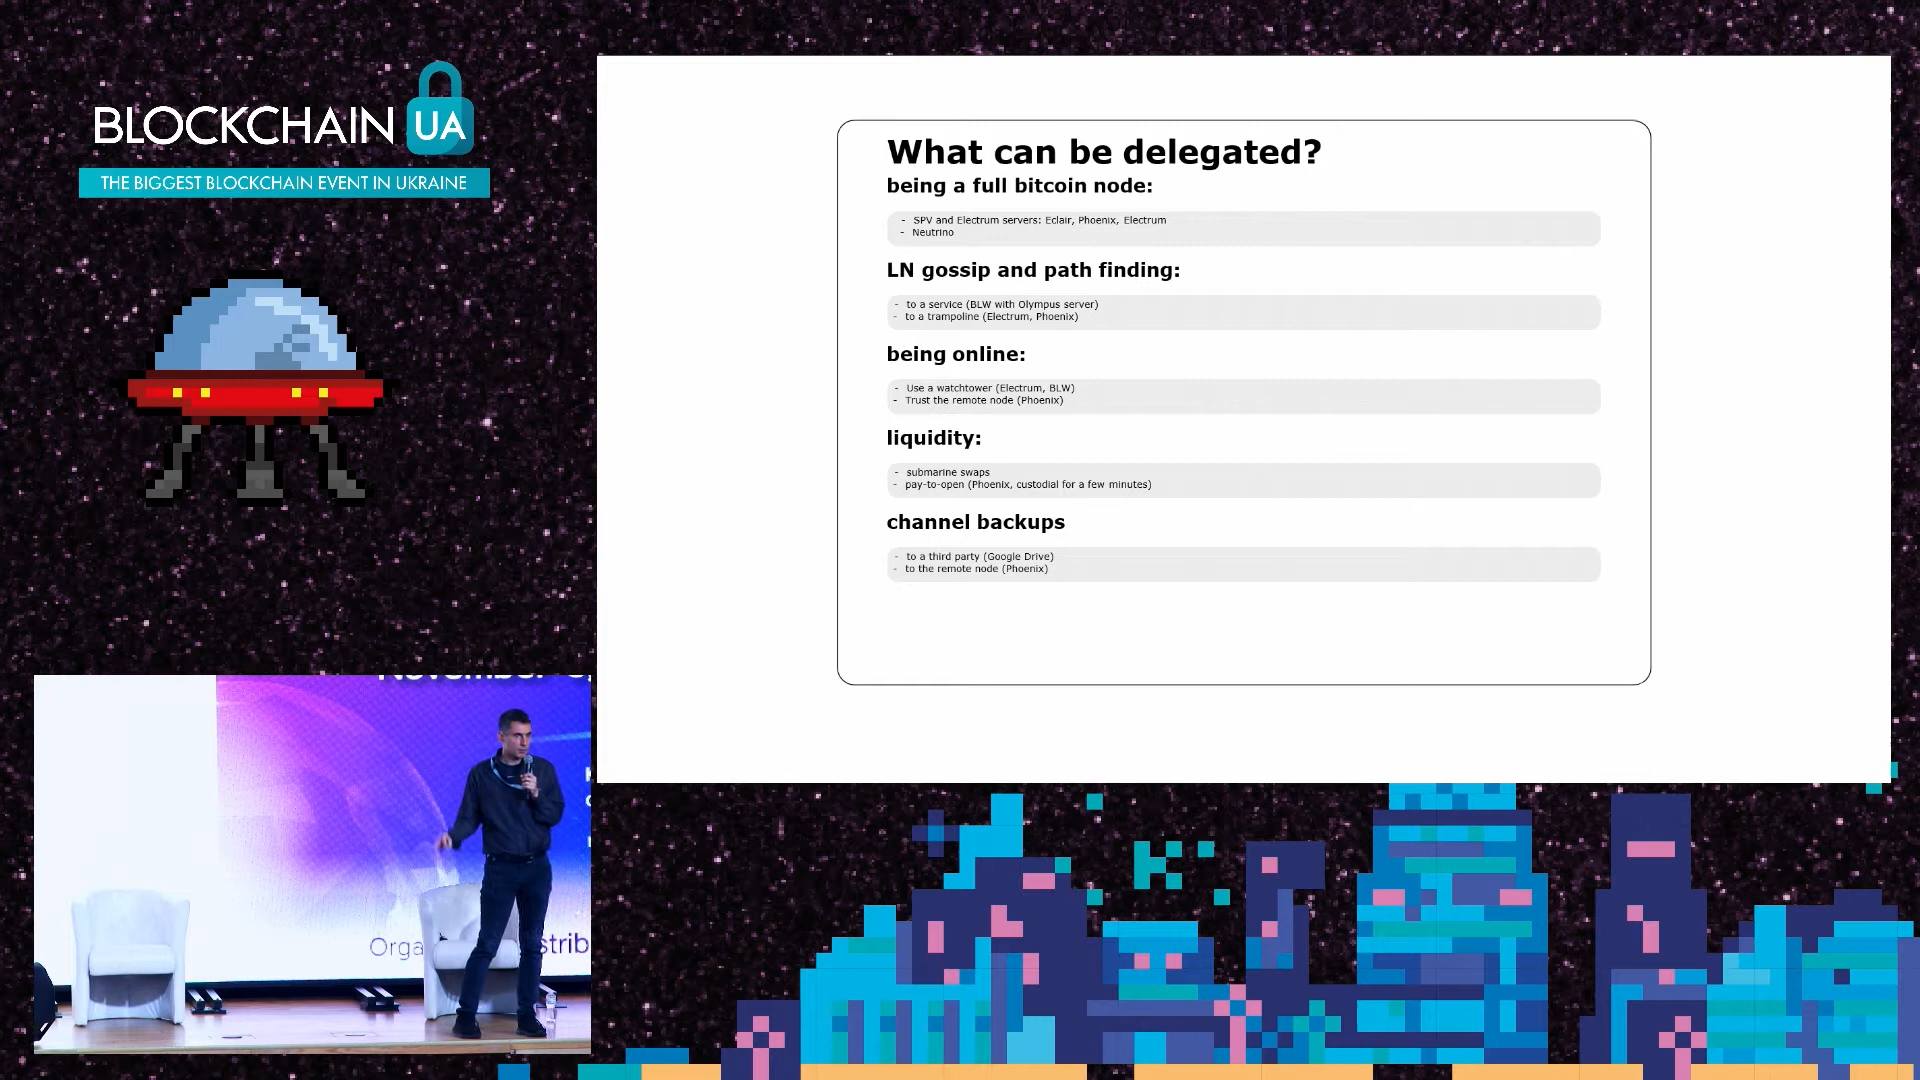 BLOCKCHAIN UA
THE BIGGEST BLOCKCHAIN EVENT IN UKRAINE
What can be delegated?
being a full bitcoin node:
- SPV and Electrum servers: Eclair, Phoenix, Electrum
- Neutrino
LN gossip and path finding:
- to a service (BLW with Olympus server)
- to a trampoline (Electrum, Phoenix)
being online:
- Use a watchtower (Electrum, BLW)
- Trust the remote node (Phoenix)
liquidity:
- submarine swaps
- pay-to-open (Phoenix, custodial for a few minutes)
channel backups
- to a third party (Google Drive)
- to the remote node (Phoenix)
November
Orga
strib